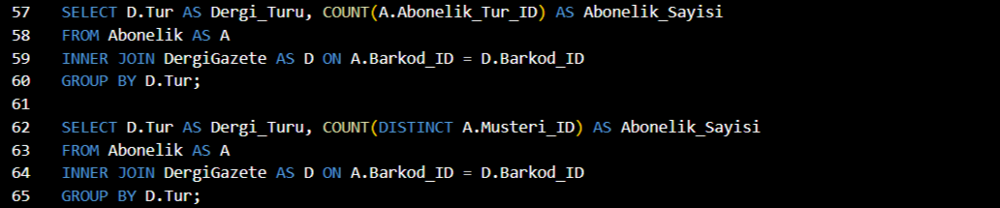 57 SELECT D.Tur AS Dergi_Turu, COUNT(A.Abonelik_Tur_ID) AS Abonelik_Sayisi
58 FROM Abonelik AS A
59 INNER JOIN DergiGazete AS D ON A.Barkod_ID = D.Barkod_ID
60 GROUP BY D.Tur;
61
62 SELECT D.Tur AS Dergi_Turu, COUNT(DISTINCT A.Musteri_ID) AS Abonelik_Sayisi
63 FROM Abonelik AS A
64 INNER JOIN DergiGazete AS D ON A.Barkod_ID = D.Barkod_ID
65 GROUP BY D.Tur;